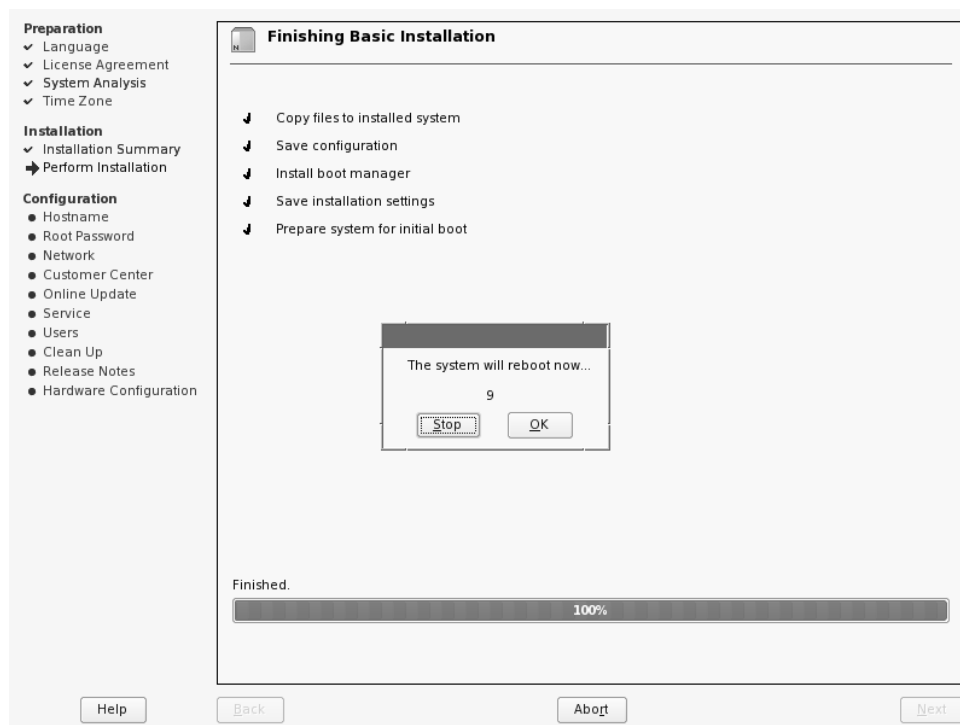 Preparation
Language
License Agreement
System Analysis
Time Zone
Installation
Installation Summary
Perform Installation
Configuration
Hostname
Root Password
Network
Customer Center
Online Update
Service
Users
Clean Up
Release Notes
Hardware Configuration
N
Finishing Basic Installation
Copy files to installed system
Save configuration
Install boot manager
Save installation settings
Prepare system for initial boot
The system will reboot now...
9
Stop OK
Finished.
100%
Help Back Abort Next